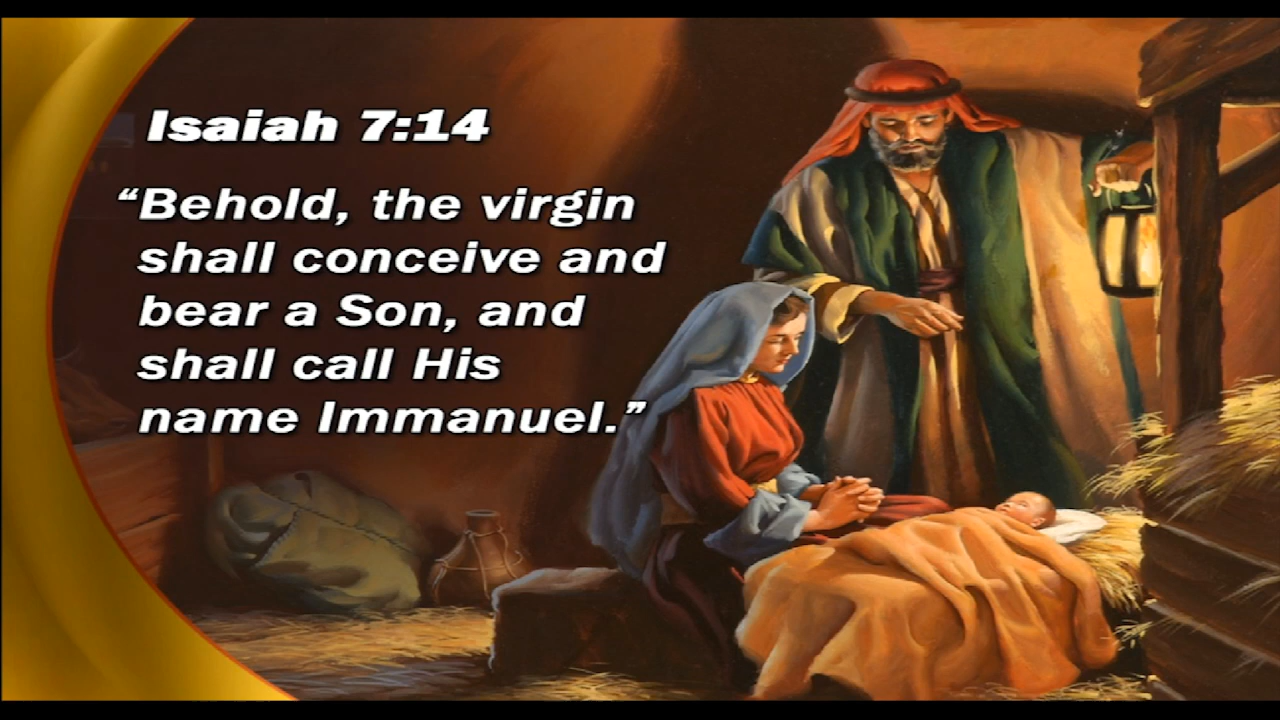 Isaiah 7:14
“Behold, the virgin
shall conceive and
bear a Son, and
shall call His
name Immanuel.”